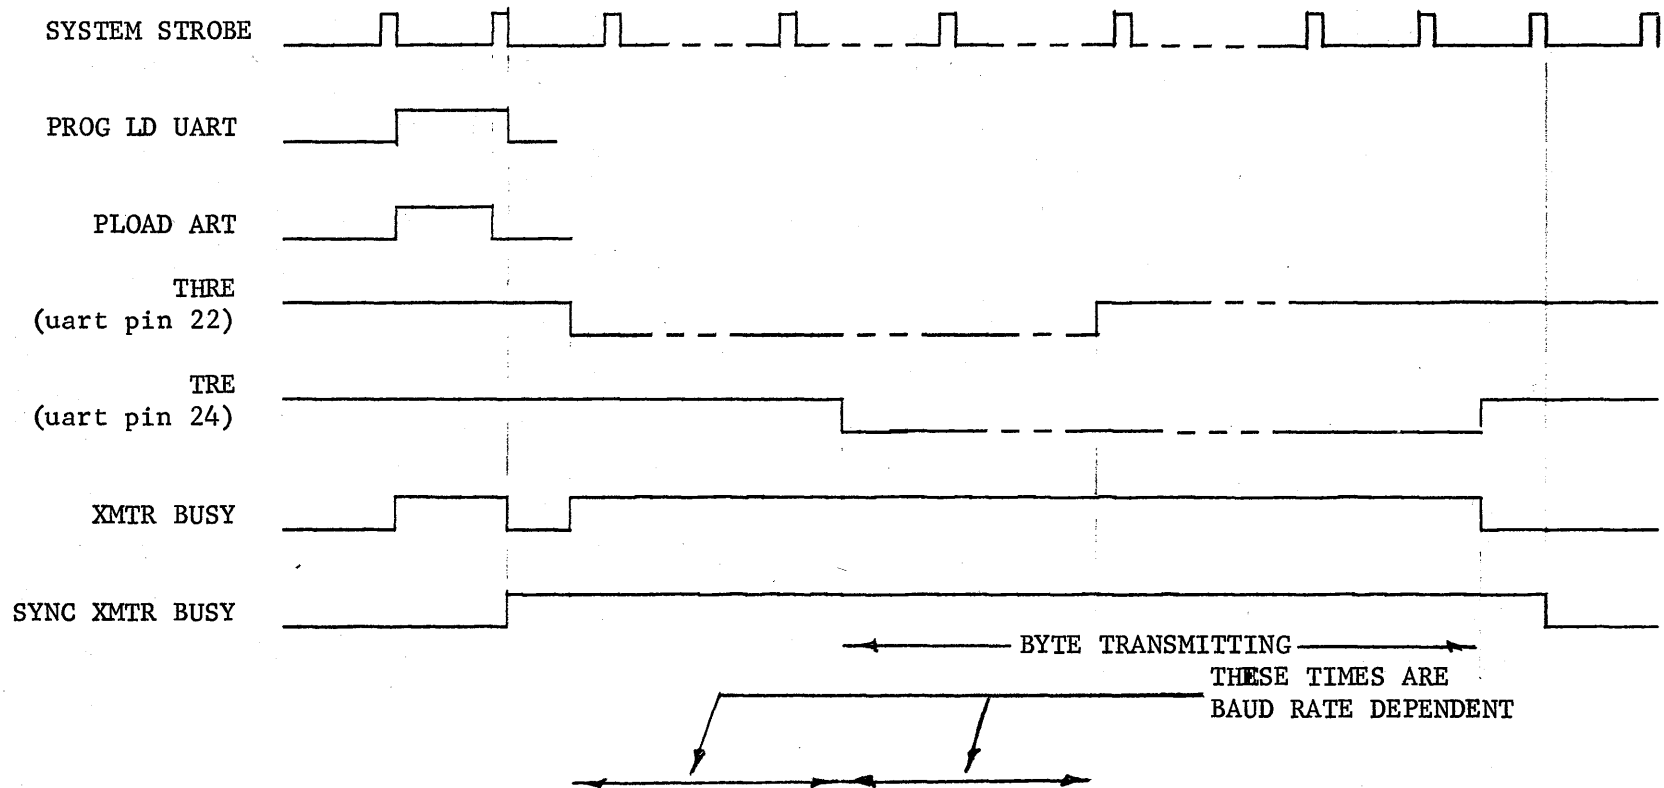 SYSTEM STROBE
PROG LD UART
PLOAD ART
THRE
(uart pin 22)
TRE
(uart pin 24)
XMTR BUSY
SYNC XMTR BUSY
BYTE TRANSMITTING
THESE TIMES ARE
BAUD RATE DEPENDENT